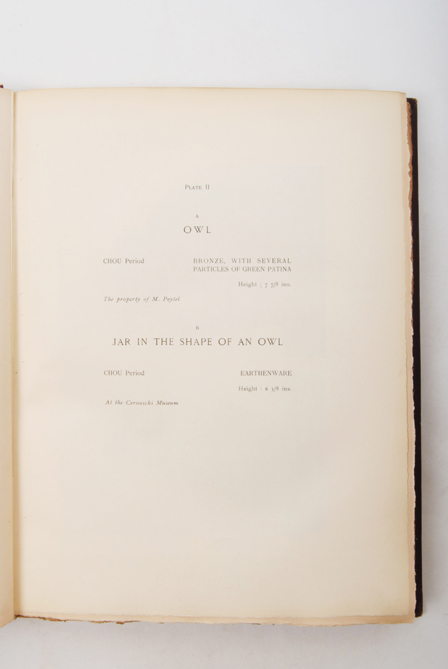 PLATE II
A
OWL
CHOU Period BRONZE, WITH SEVERAL
PARTICLES OF GREEN PATINA
Height : 7 7/8 ins.
The property of M. Peytel
B
JAR IN THE SHAPE OF AN OWL
CHOU Period EARTHENWARE
Height : 6 5/8 ins.
At the Cernuschi Museum